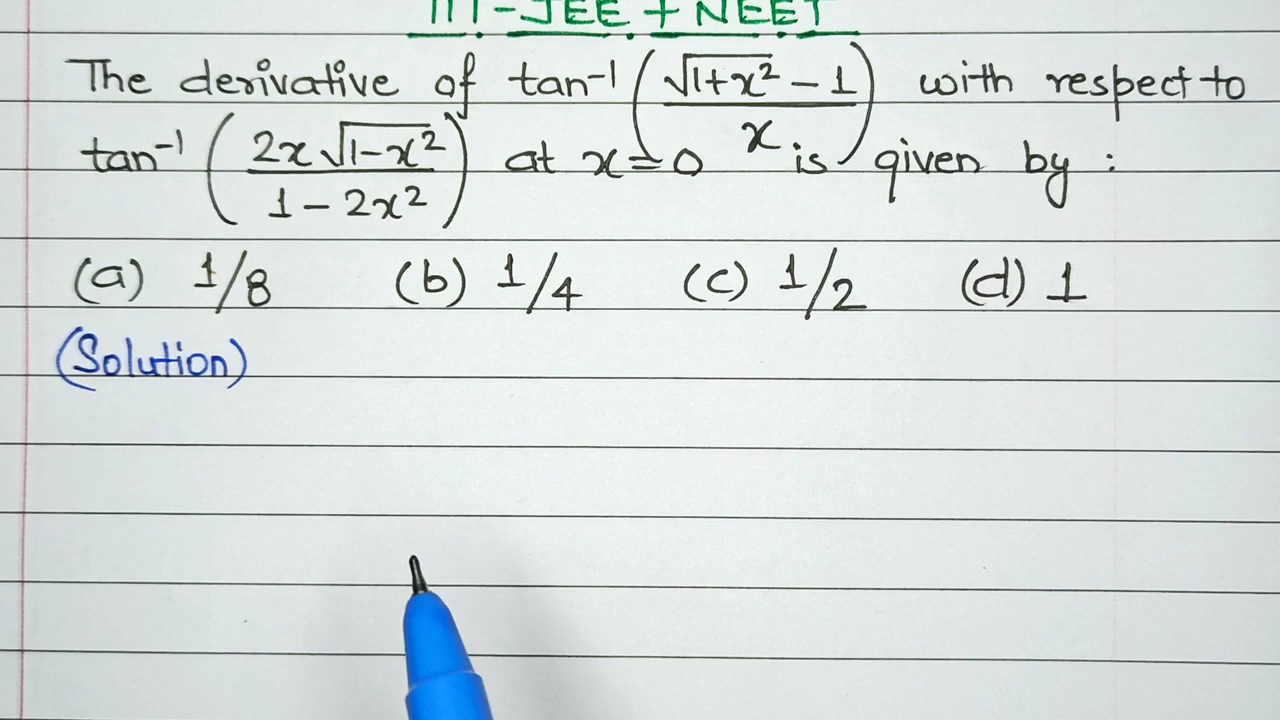 IIT-JEE + NEET
The derivative of tan⁻¹((√(1+x²) - 1)/x) with respect to
tan⁻¹((2x√(1-x²))/(1-2x²)) at x=0 is given by :
(a) 1/8 (b) 1/4 (c) 1/2 (d) 1
(Solution)